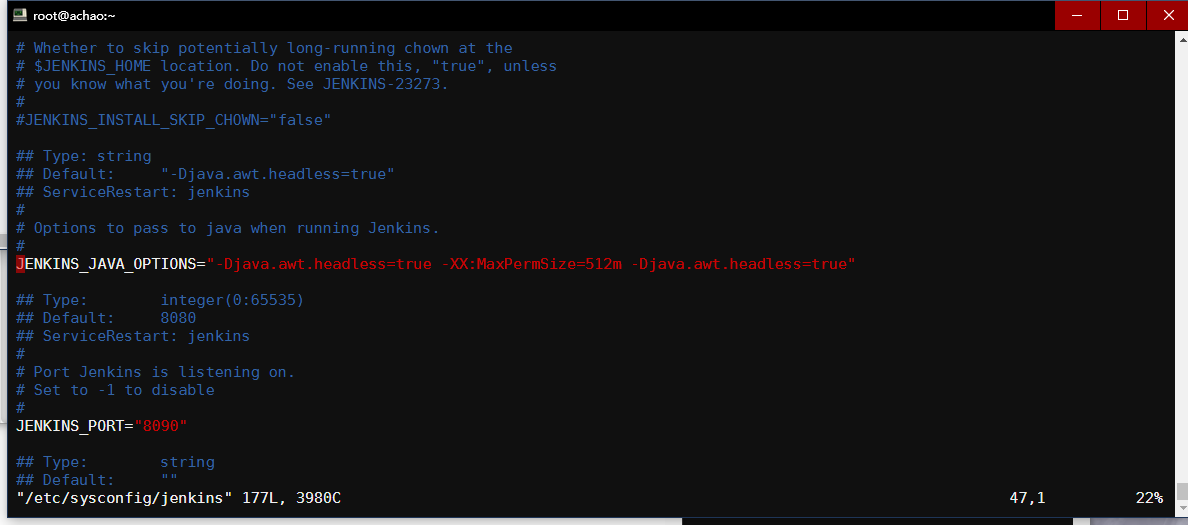 root@achao:~
# Whether to skip potentially long-running chown at the
# $JENKINS_HOME location. Do not enable this, "true", unless
# you know what you're doing. See JENKINS-23273.
#
#JENKINS_INSTALL_SKIP_CHOWN="false"
## Type: string
## Default:     "-Djava.awt.headless=true"
## ServiceRestart: jenkins
#
# Options to pass to java when running Jenkins.
#
JENKINS_JAVA_OPTIONS="-Djava.awt.headless=true -XX:MaxPermSize=512m -Djava.awt.headless=true"
## Type:        integer(0:65535)
## Default:     8080
## ServiceRestart: jenkins
#
# Port Jenkins is listening on.
# Set to -1 to disable
#
JENKINS_PORT="8090"
## Type:        string
## Default:     ""
"/etc/sysconfig/jenkins" 177L, 3980C 47,1 22%